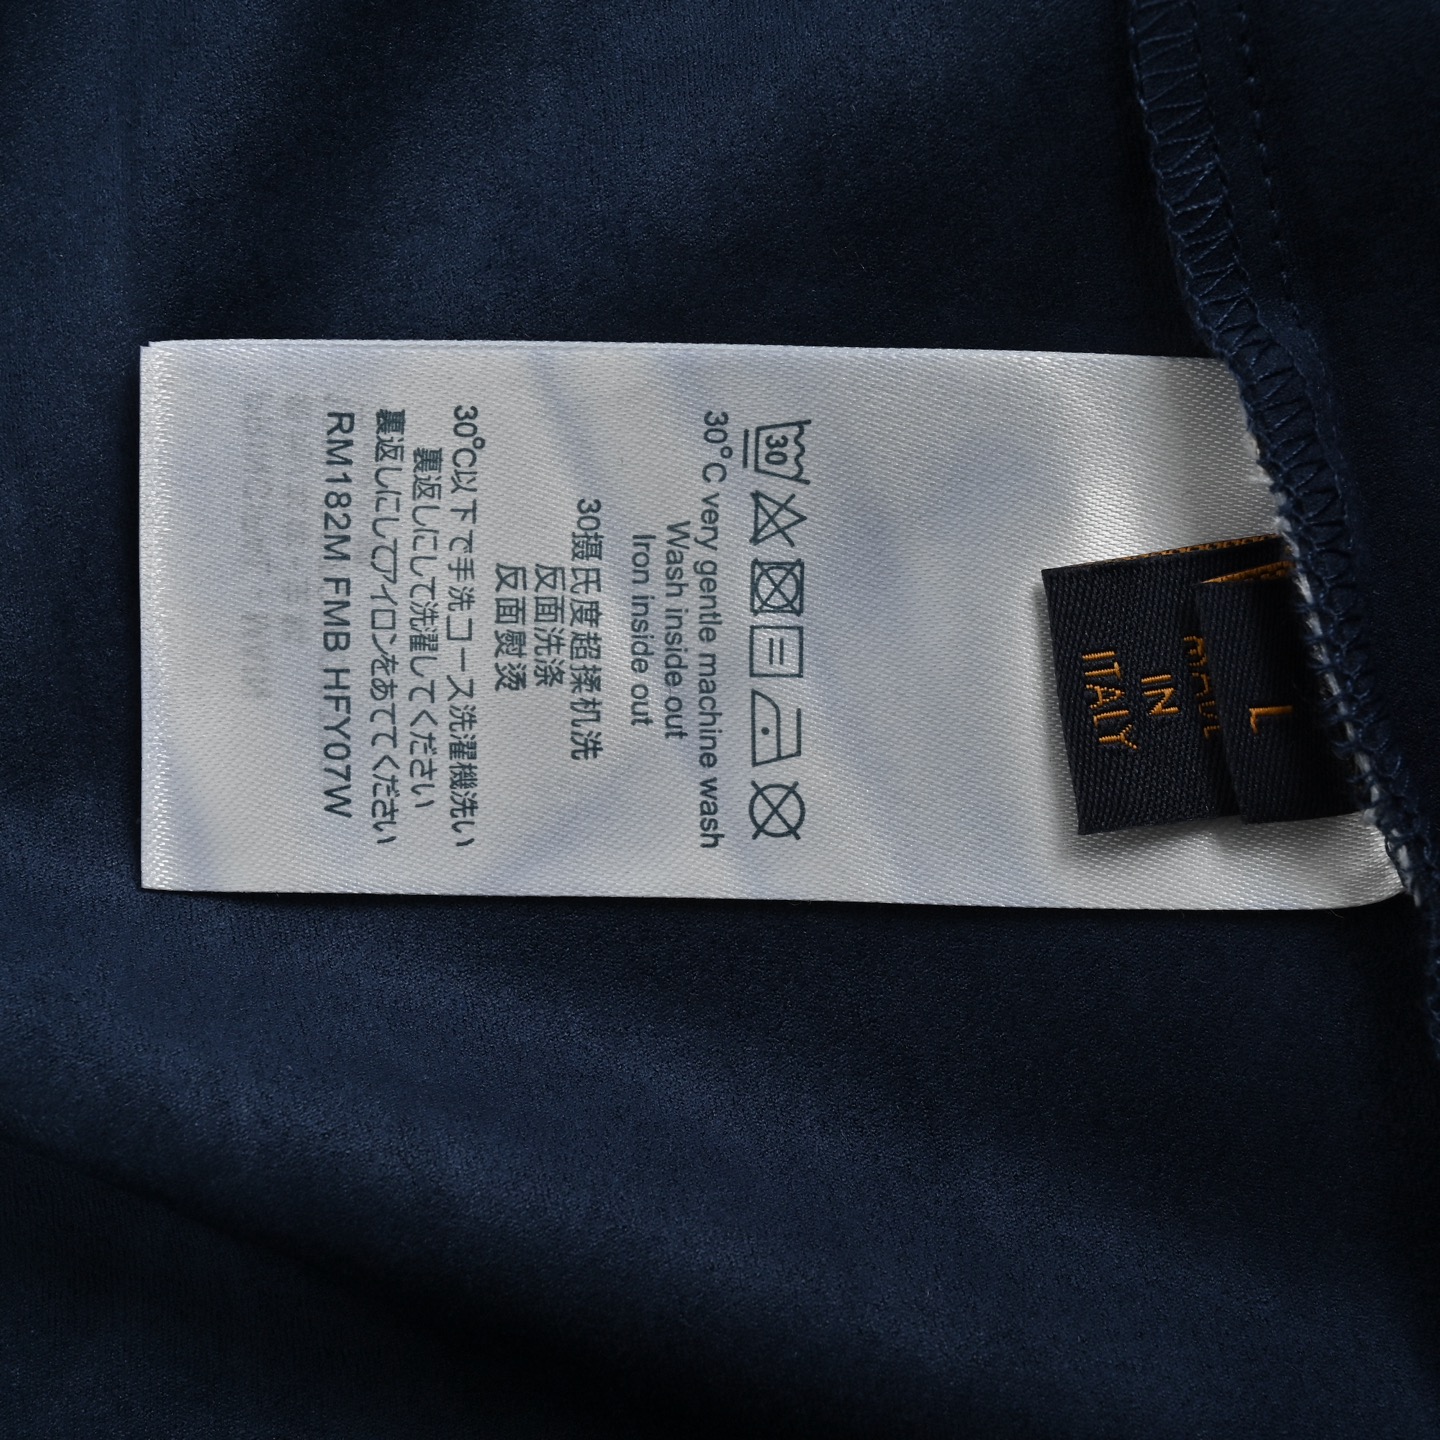 30
30°C very gentle machine wash
Wash inside out
Iron inside out
30摄氏度超揉机洗
反面洗涤
反面熨烫
30℃以下で手洗コース洗濯機洗い
裏返しにして洗濯してください
裏返しにしてアイロンをあててください
RM182M FMB HFY07W
MADE
IN
ITALY
L